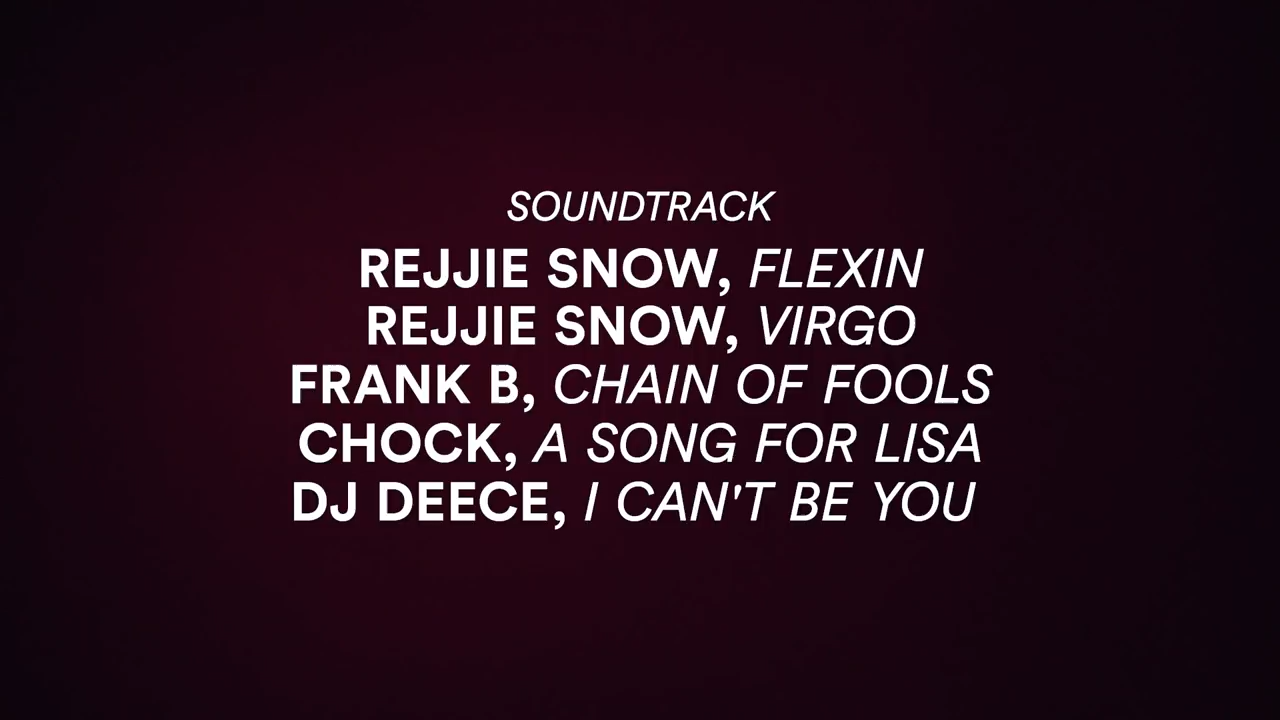 SOUNDTRACK
REJJIE SNOW, FLEXIN
REJJIE SNOW, VIRGO
FRANK B, CHAIN OF FOOLS
CHOCK, A SONG FOR LISA
DJ DEECE, I CAN'T BE YOU